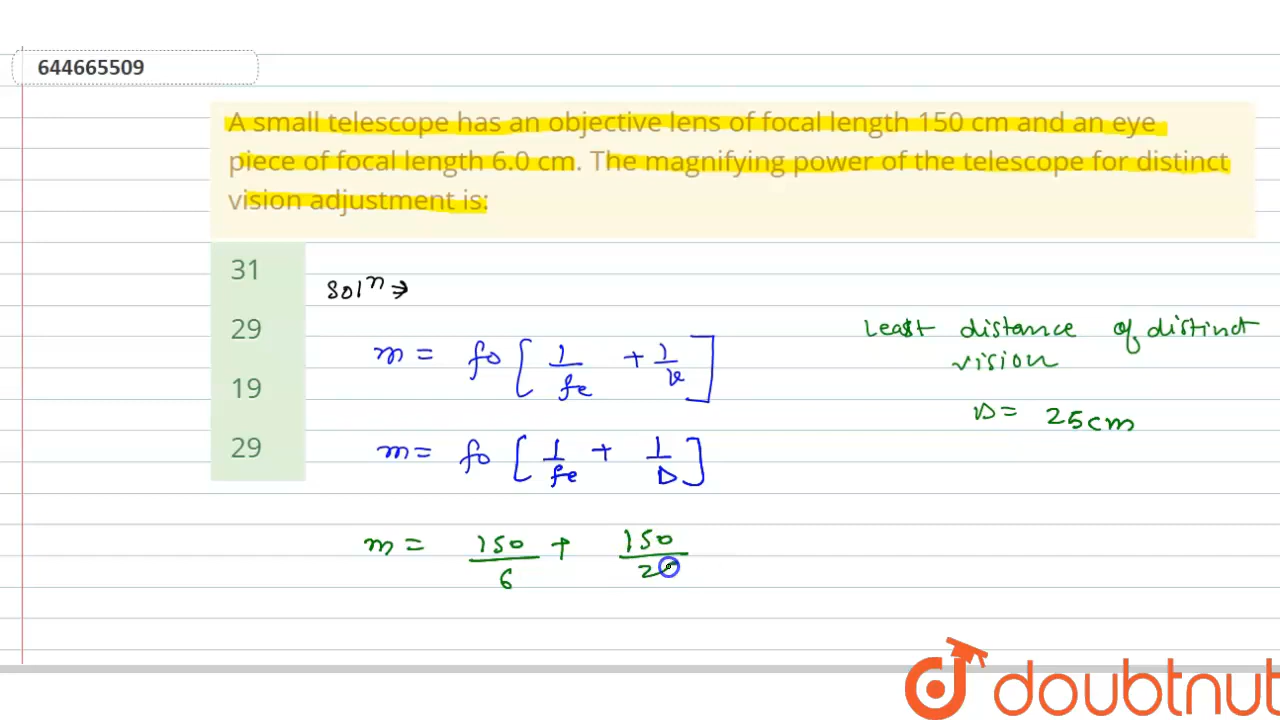 644665509
A small telescope has an objective lens of focal length 150 cm and an eye
piece of focal length 6.0 cm. The magnifying power of the telescope for distinct
vision adjustment is:
31
29
19
29
Solⁿ ⇒
m = fo [ 1/fe + 1/v ]
m = fo [ 1/fe + 1/D ]
m = 150/6 + 150/2
Least distance of distinct
vision
D = 25cm
doubtnut